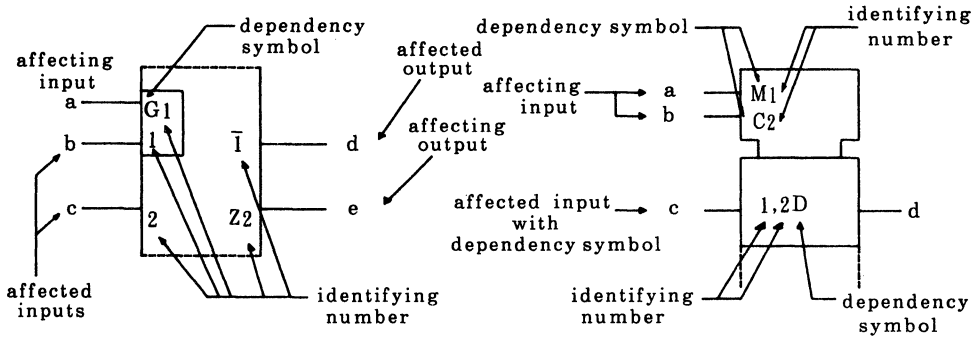 dependency
symbol
affecting
input
a
G1
b
1
1̅
c
2
Z2
affected
output
d
affecting
output
e
affected
inputs
identifying
number
dependency symbol
identifying
number
affecting
input
a
b
M1
C2
affected input
with
dependency symbol
c
1,2D
d
identifying
number
dependency
symbol